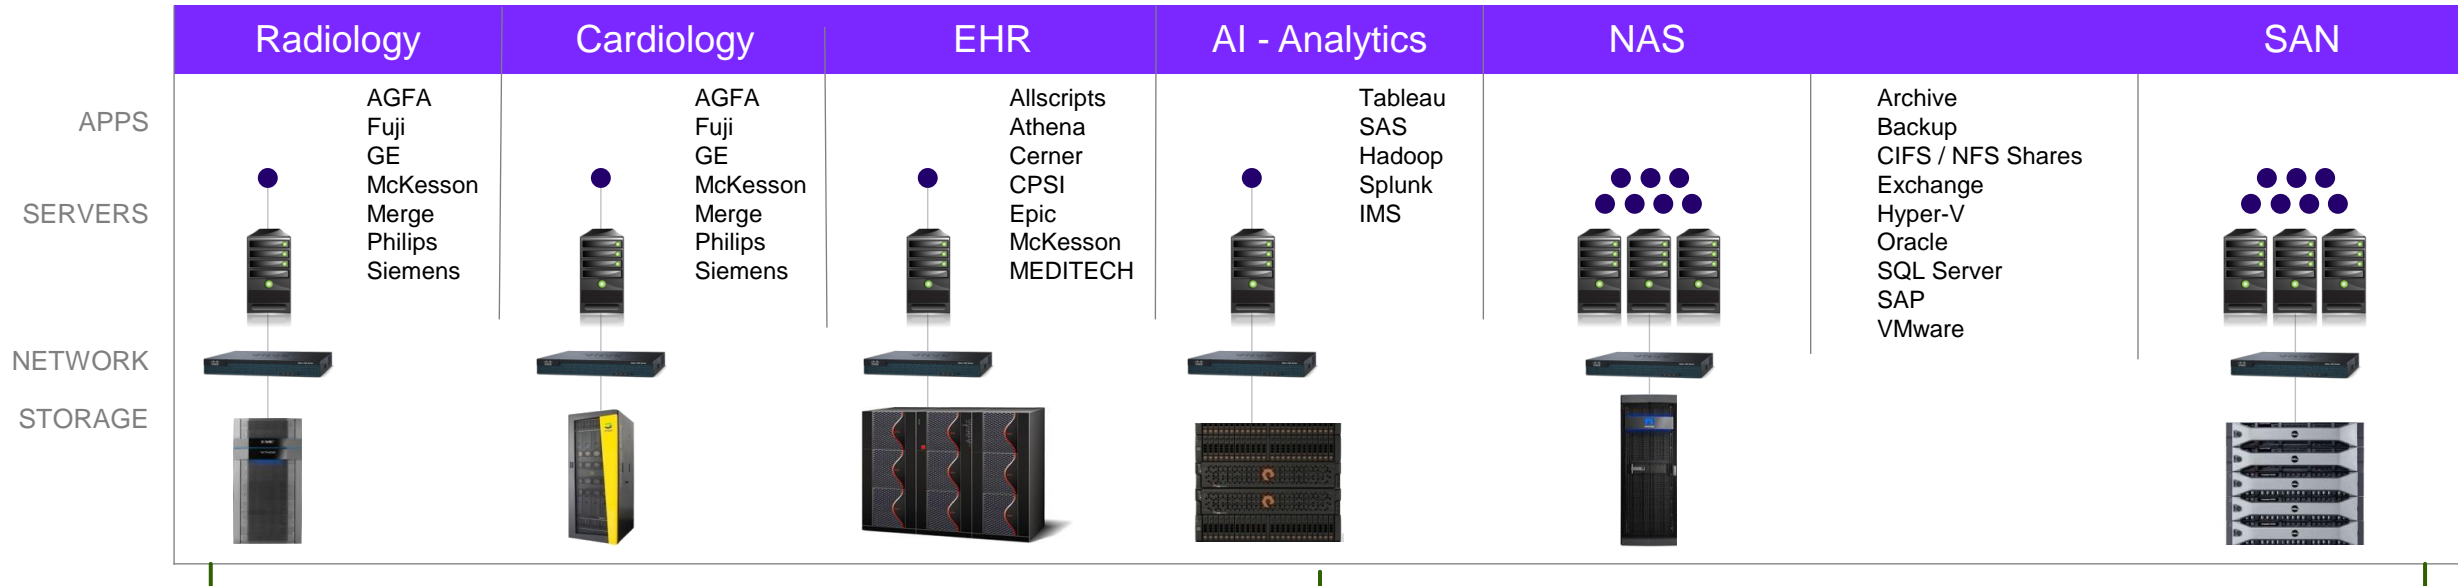 Radiology
Cardiology
EHR
AI - Analytics
NAS
SAN
APPS
SERVERS
NETWORK
STORAGE
AGFA
Fuji
GE
McKesson
Merge
Philips
Siemens
AGFA
Fuji
GE
McKesson
Merge
Philips
Siemens
Allscripts
Athena
Cerner
CPSI
Epic
McKesson
MEDITECH
Tableau
SAS
Hadoop
Splunk
IMS
Archive
Backup
CIFS / NFS Shares
Exchange
Hyper-V
Oracle
SQL Server
SAP
VMware